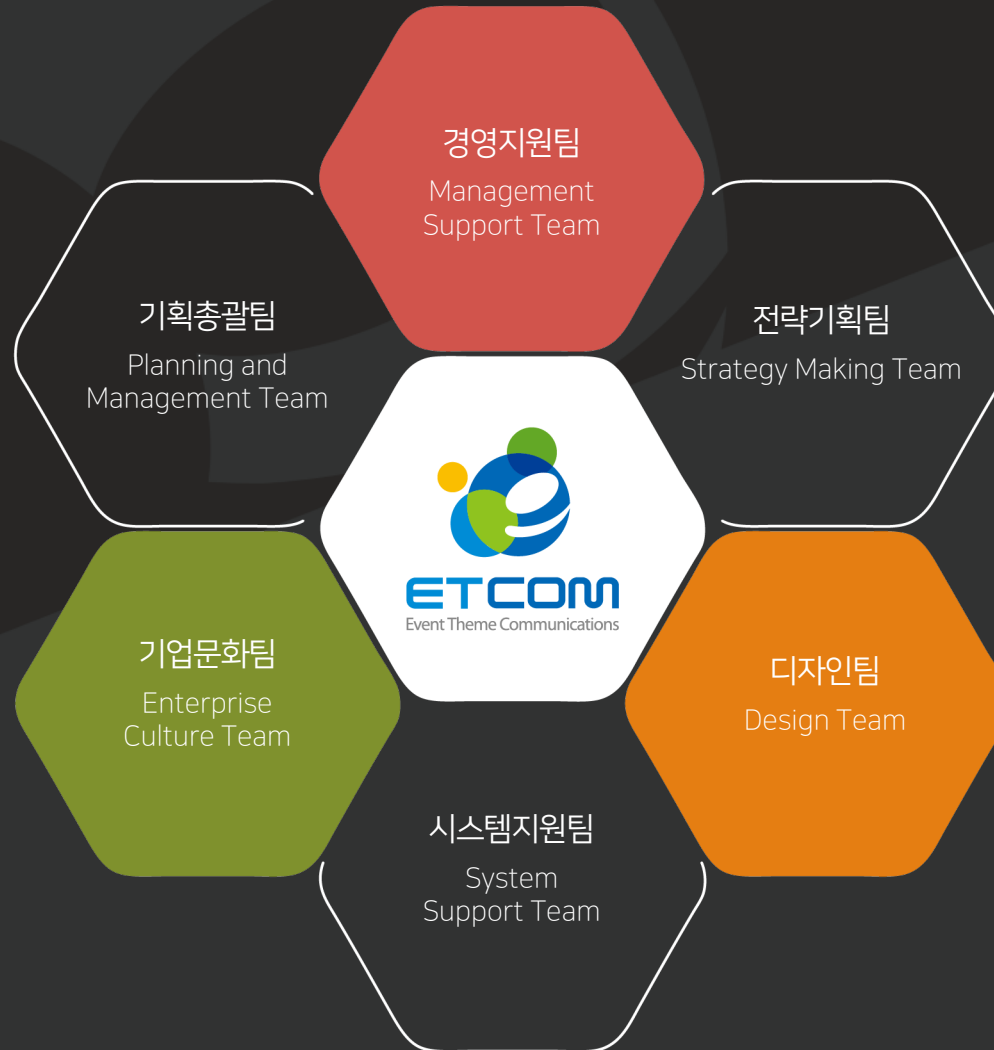 경영지원팀
Management
Support Team
기획총괄팀
Planning and
Management Team
전략기획팀
Strategy Making Team
ETCOM
Event Theme Communications
기업문화팀
Enterprise
Culture Team
디자인팀
Design Team
시스템지원팀
System
Support Team